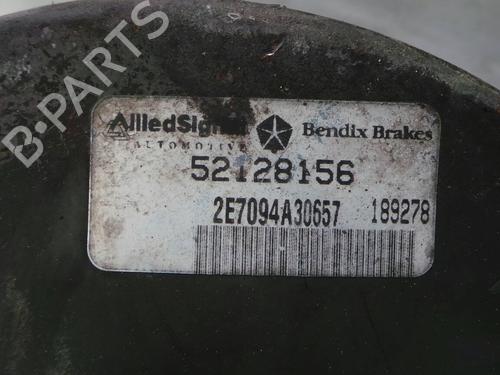 B-PARTS
AlliedSignal Bendix Brakes
AUTOMOTIVE
52128156
2E7094A30657 189278